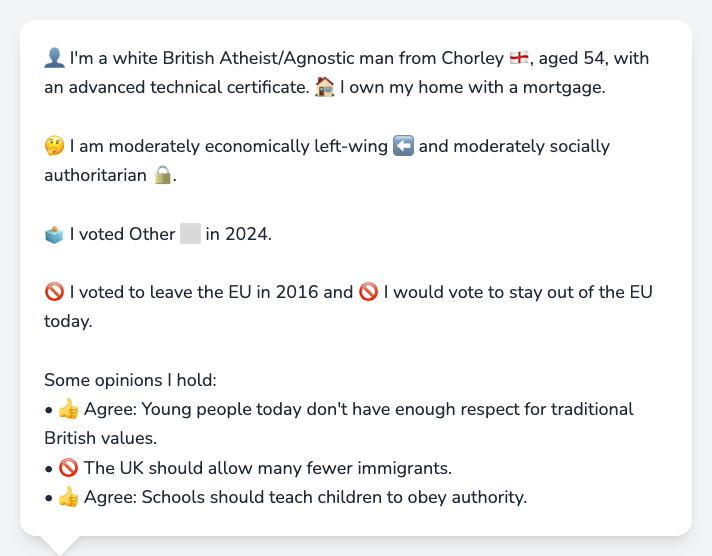 👤 I'm a white British Atheist/Agnostic man from Chorley 🏴󠁧󠁢󠁥󠁮󠁧󠁿, aged 54, with
an advanced technical certificate. 🏠 I own my home with a mortgage.
🤔 I am moderately economically left-wing ⬅️ and moderately socially
authoritarian 🔒.
🗳️ I voted Other ⬜ in 2024.
🚫 I voted to leave the EU in 2016 and 🚫 I would vote to stay out of the EU
today.
Some opinions I hold:
• 👍 Agree: Young people today don't have enough respect for traditional
British values.
• 🚫 The UK should allow many fewer immigrants.
• 👍 Agree: Schools should teach children to obey authority.